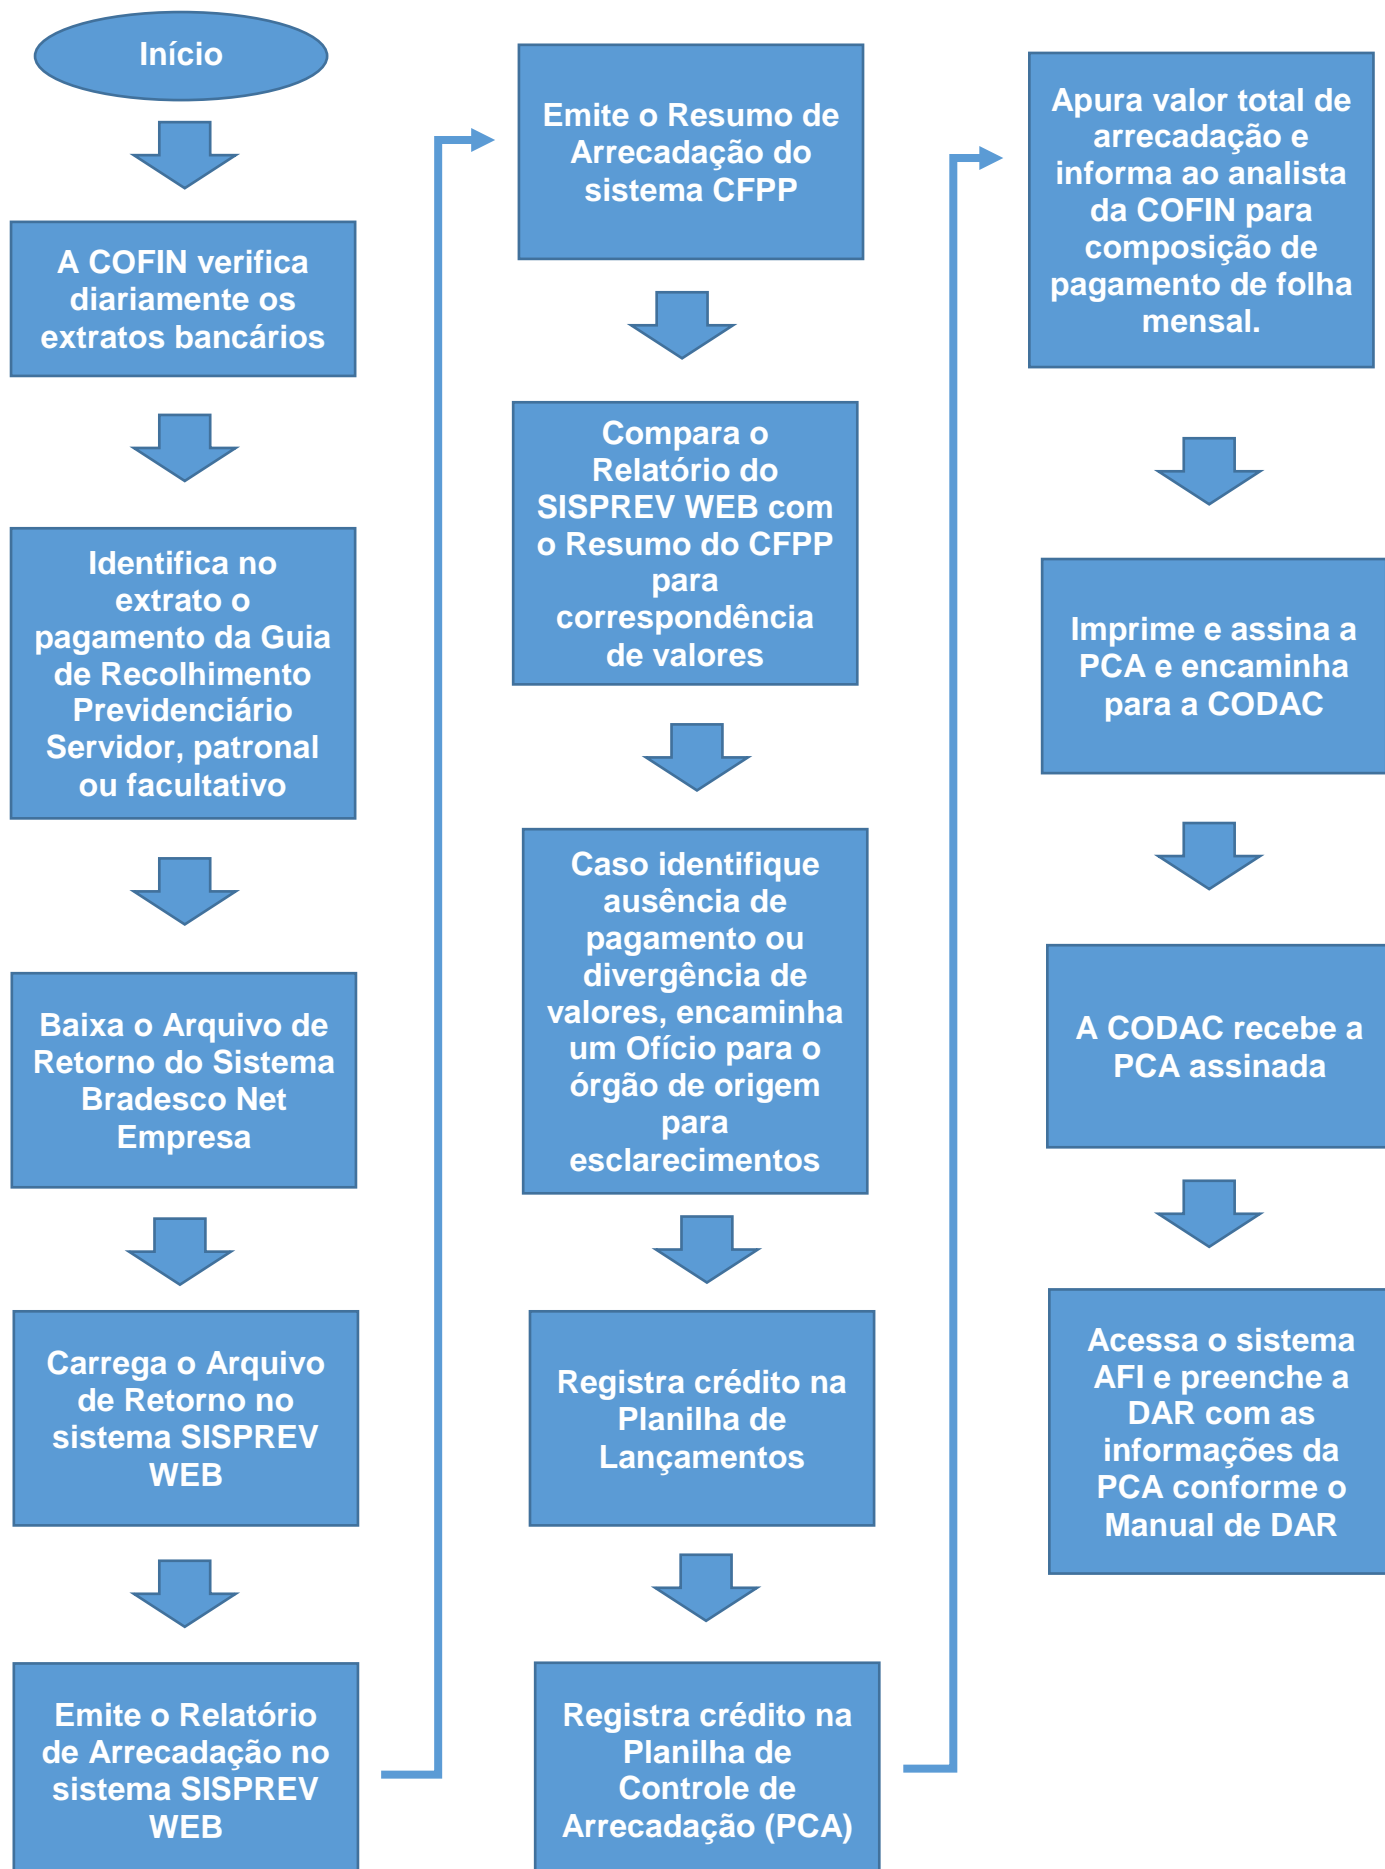 Início
A COFIN verifica
diariamente os
extratos bancários
Identifica no
extrato o
pagamento da Guia
de Recolhimento
Previdenciário
Servidor, patronal
ou facultativo
Baixa o Arquivo de
Retorno do Sistema
Bradesco Net
Empresa
Carrega o Arquivo
de Retorno no
sistema SISPREV
WEB
Emite o Relatório
de Arrecadação no
sistema SISPREV
WEB
Emite o Resumo de
Arrecadação do
sistema CFPP
Compara o
Relatório do
SISPREV WEB com
o Resumo do CFPP
para
correspondência
de valores
Caso identifique
ausência de
pagamento ou
divergência de
valores, encaminha
um Ofício para o
órgão de origem
para
esclarecimentos
Registra crédito na
Planilha de
Lançamentos
Registra crédito na
Planilha de
Controle de
Arrecadação (PCA)
Apura valor total de
arrecadação e
informa ao analista
da COFIN para
composição de
pagamento de folha
mensal.
Imprime e assina a
PCA e encaminha
para a CODAC
A CODAC recebe a
PCA assinada
Acessa o sistema
AFI e preenche a
DAR com as
informações da
PCA conforme o
Manual de DAR